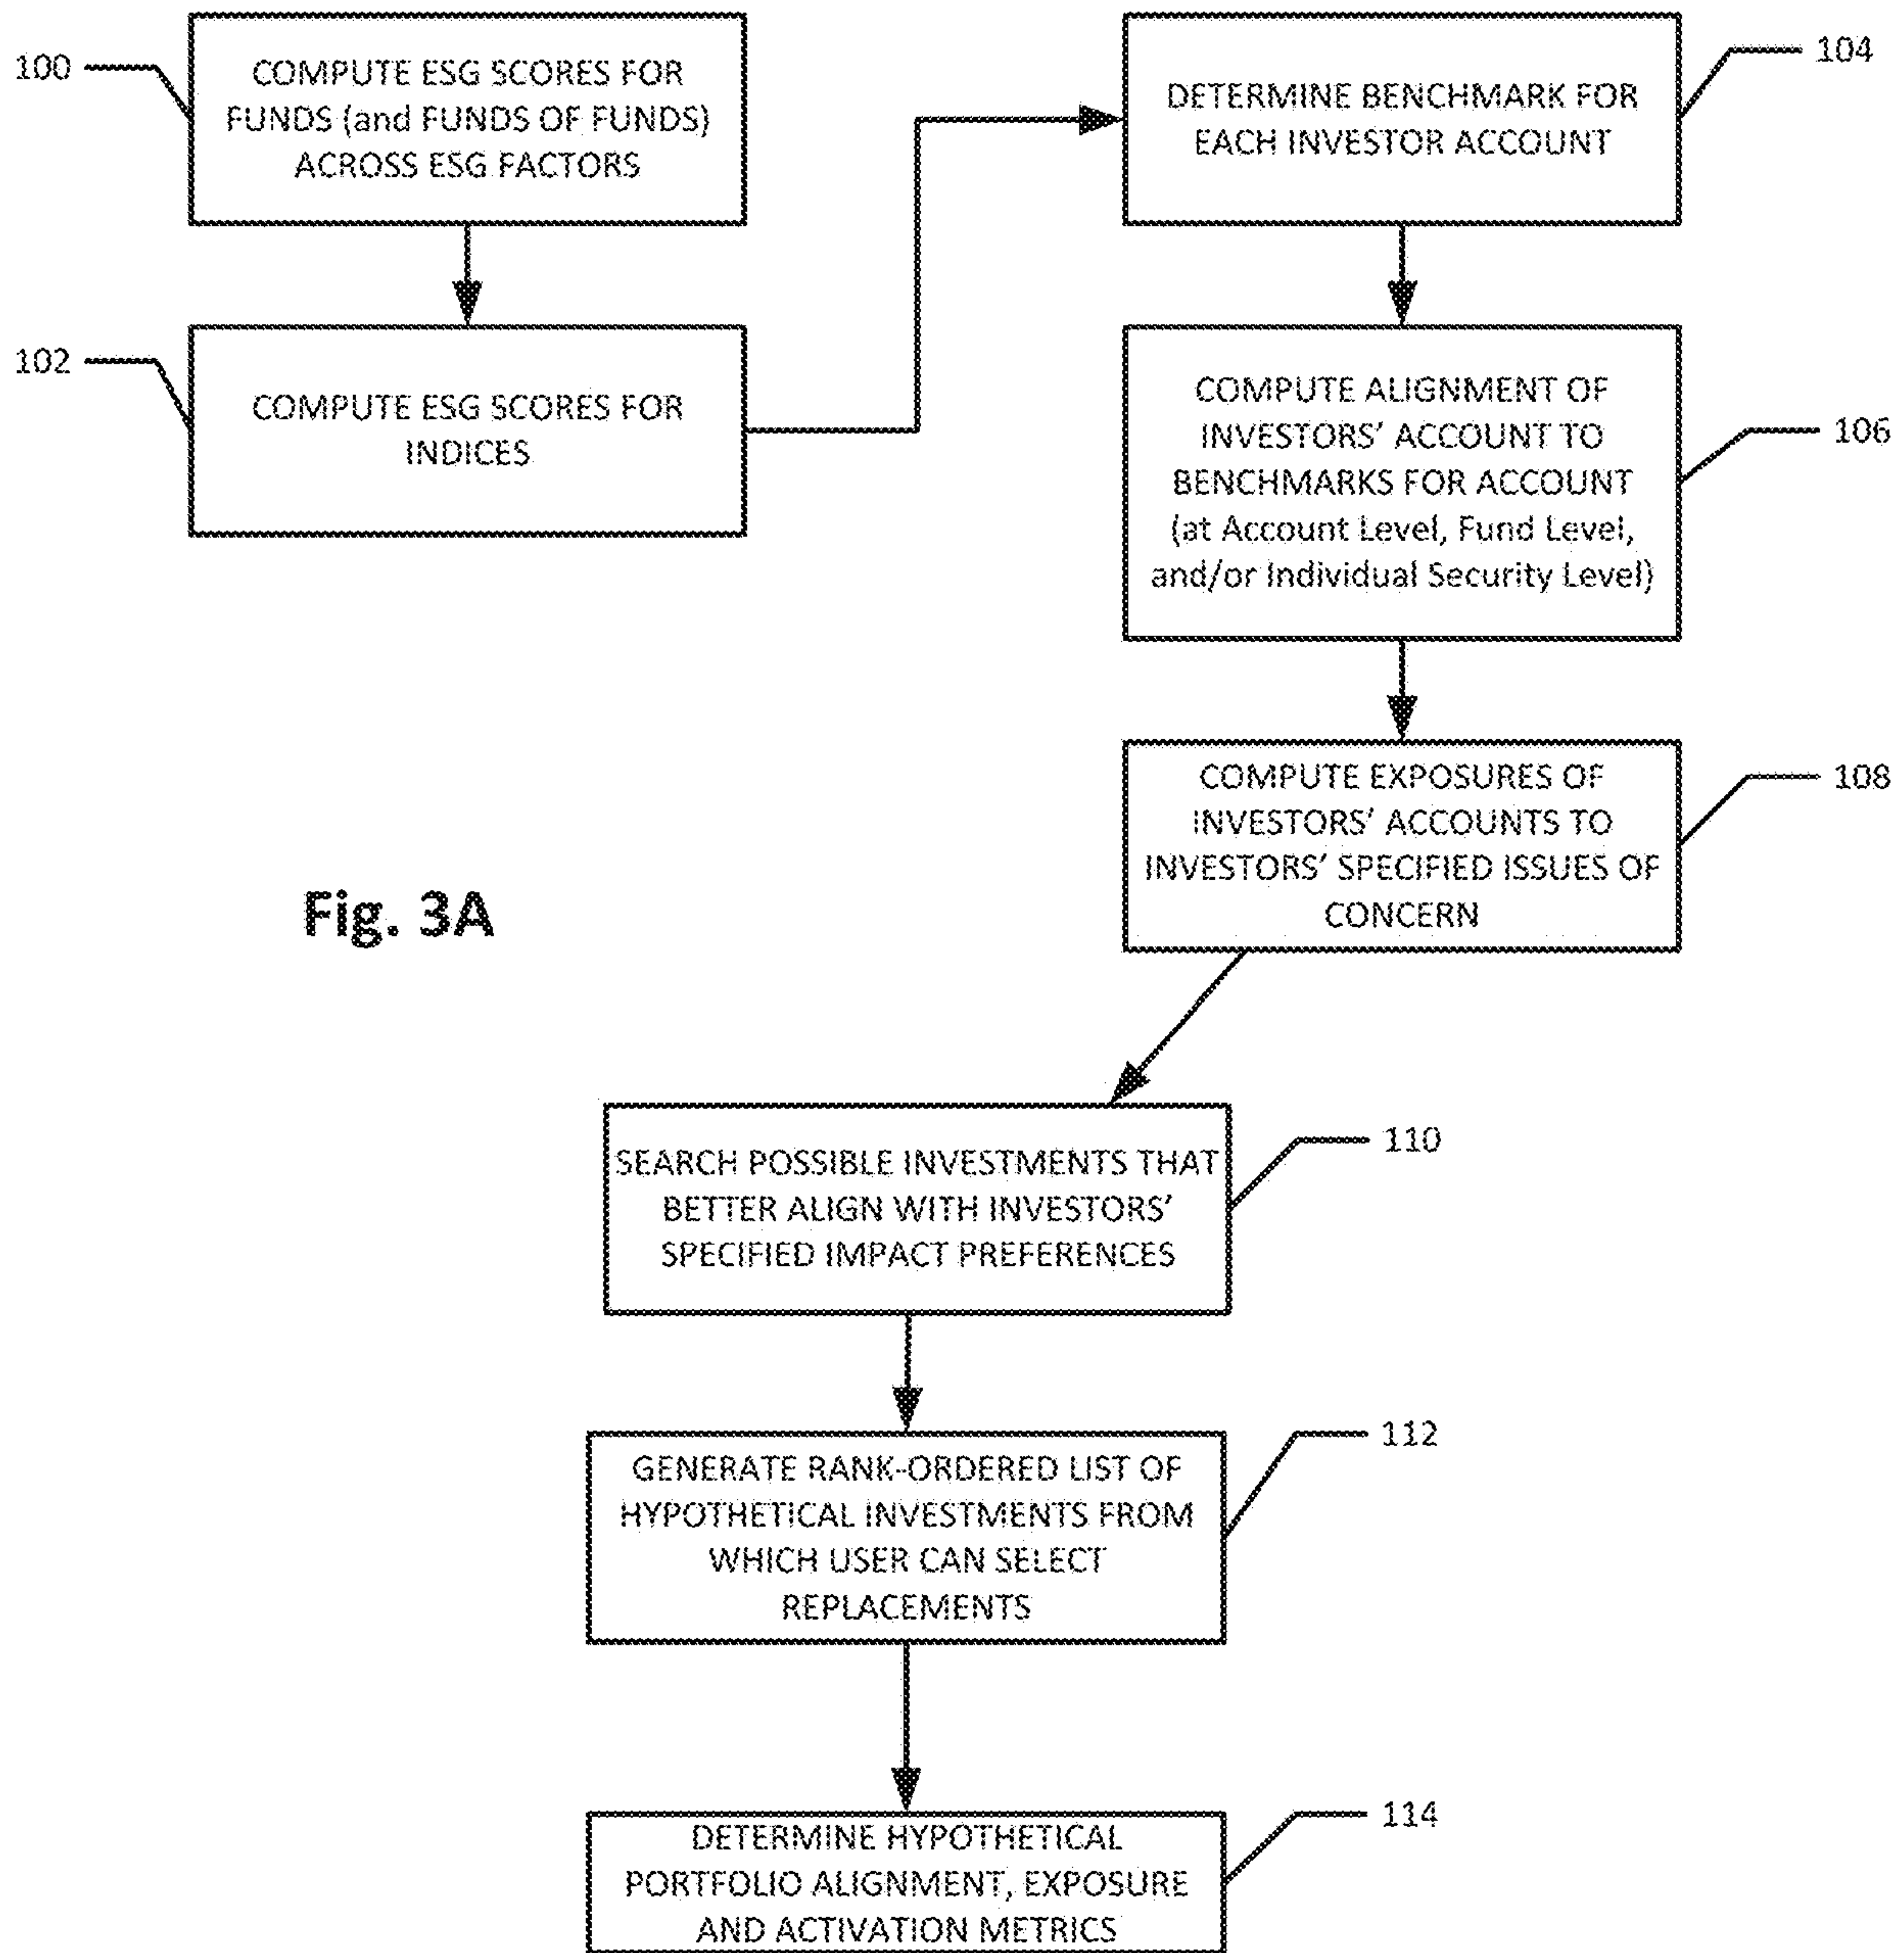 100
COMPUTE ESG SCORES FOR
FUNDS (and FUNDS OF FUNDS)
ACROSS ESG FACTORS
102
COMPUTE ESG SCORES FOR
INDICES
104
DETERMINE BENCHMARK FOR
EACH INVESTOR ACCOUNT
106
COMPUTE ALIGNMENT OF
INVESTORS' ACCOUNT TO
BENCHMARKS FOR ACCOUNT
(at Account Level, Fund Level,
and/or Individual Security Level)
108
COMPUTE EXPOSURES OF
INVESTORS' ACCOUNTS TO
INVESTORS' SPECIFIED ISSUES OF
CONCERN
Fig. 3A
110
SEARCH POSSIBLE INVESTMENTS THAT
BETTER ALIGN WITH INVESTORS'
SPECIFIED IMPACT PREFERENCES
112
GENERATE RANK-ORDERED LIST OF
HYPOTHETICAL INVESTMENTS FROM
WHICH USER CAN SELECT
REPLACEMENTS
114
DETERMINE HYPOTHETICAL
PORTFOLIO ALIGNMENT, EXPOSURE
AND ACTIVATION METRICS